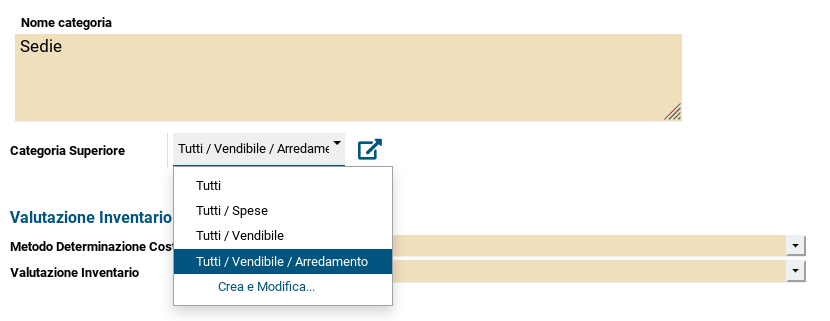 Nome categoria
Sedie
Categoria Superiore
Tutti / Vendibile / Arredame
Tutti
Tutti / Spese
Tutti / Vendibile
Tutti / Vendibile / Arredamento
Crea e Modifica...
Valutazione Inventario
Metodo Determinazione Cost
Valutazione Inventario